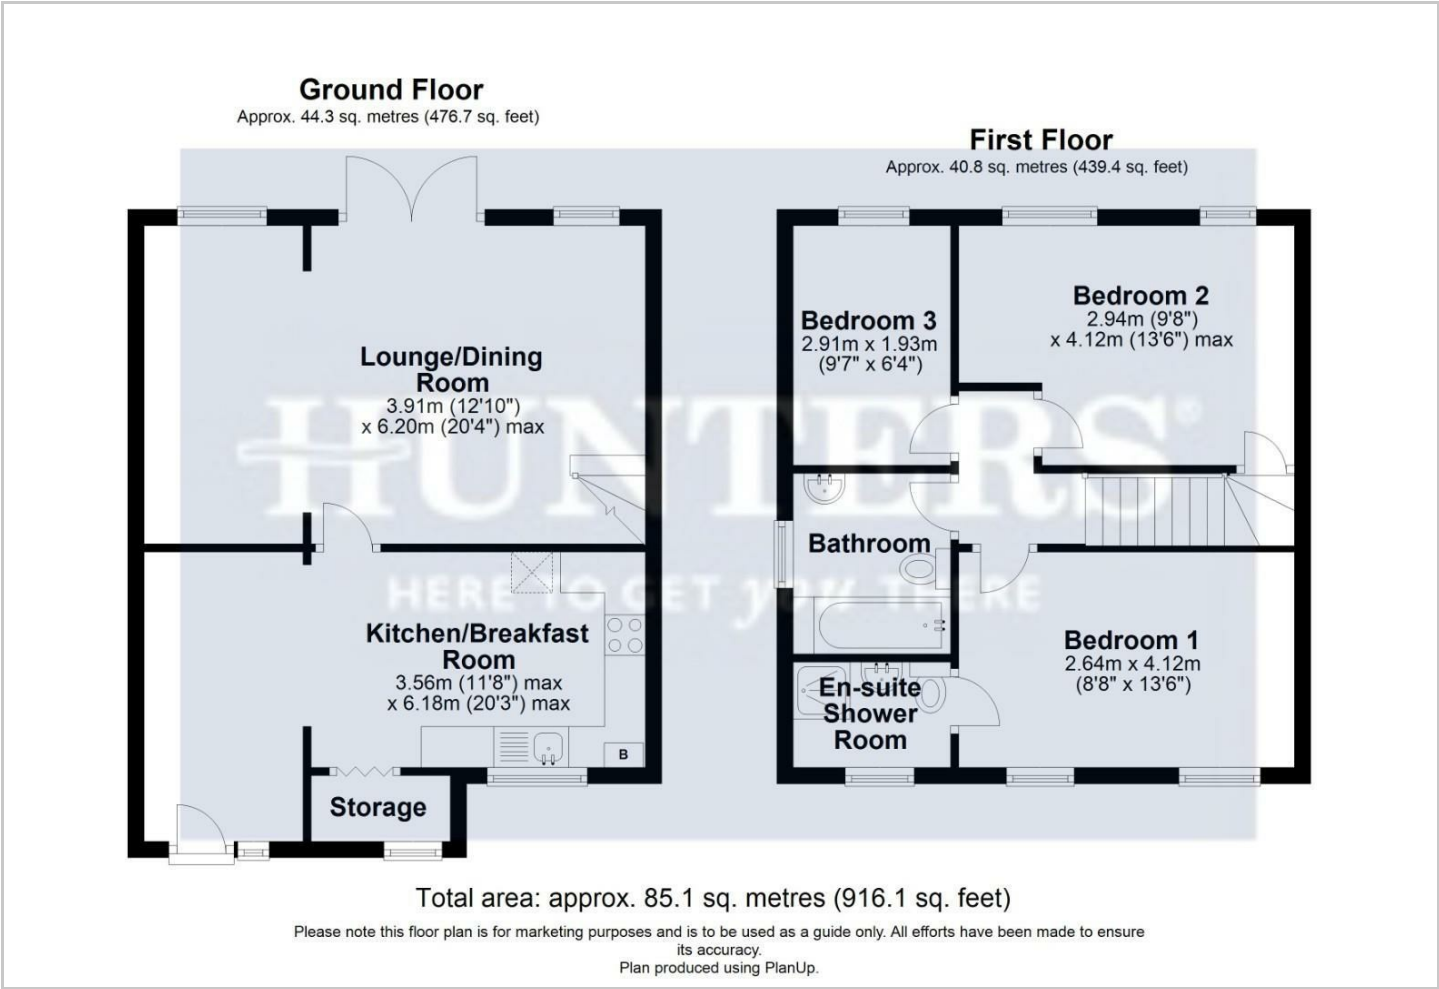 Ground Floor
Approx. 44.3 sq. metres (476.7 sq. feet)
First Floor
Approx. 40.8 sq. metres (439.4 sq. feet)
Lounge/Dining
Room
3.91m (12'10")
x 6.20m (20'4") max
Kitchen/Breakfast
Room
3.56m (11'8") max
x 6.18m (20'3") max
B
Storage
Bedroom 3
2.91m x 1.93m
(9'7" x 6'4")
Bedroom 2
2.94m (9'8")
x 4.12m (13'6") max
Bathroom
Bedroom 1
2.64m x 4.12m
(8'8" x 13'6")
En-suite
Shower
Room
HUNTERS®
HERE TO GET you THERE
Total area: approx. 85.1 sq. metres (916.1 sq. feet)
Please note this floor plan is for marketing purposes and is to be used as a guide only. All efforts have been made to ensure
its accuracy.
Plan produced using PlanUp.